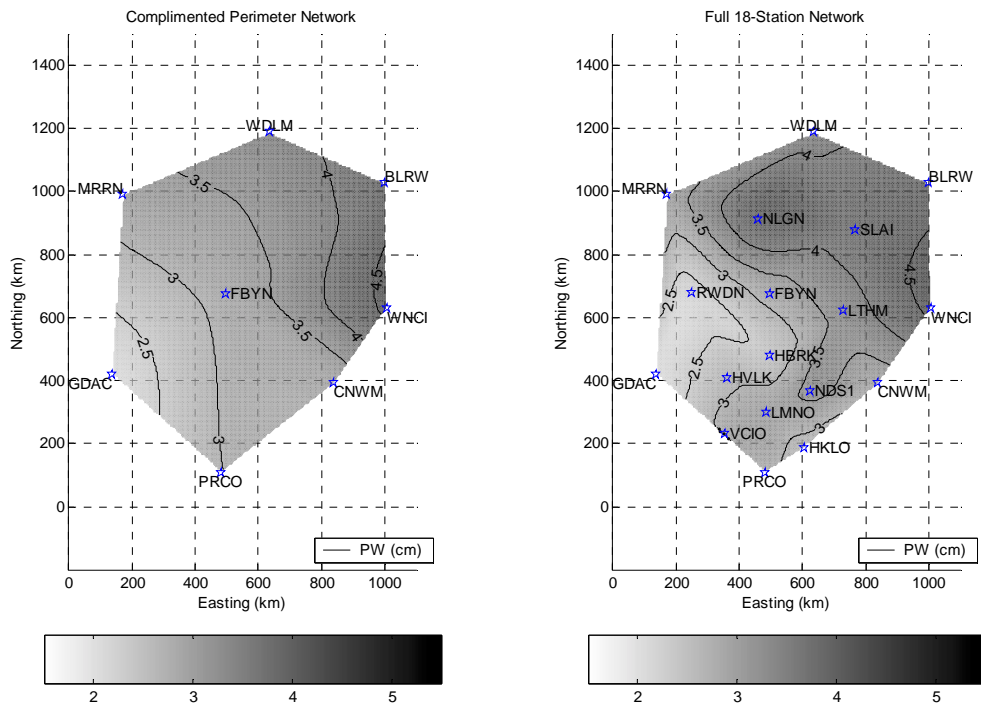 Complimented Perimeter Network
1400
1200
1000
800
600
400
200
0
Northing (km)
0 200 400 600 800 1000
Easting (km)
WDLM
BLRW
MRRN
FBYN
WNCI
GDAC
CNWM
PRCO
3.5
4
4.5
3
3.5
4
2.5
3
PW (cm)
2 3 4 5
Full 18-Station Network
1400
1200
1000
800
600
400
200
0
Northing (km)
0 200 400 600 800 1000
Easting (km)
WDLM
4
BLRW
MRRN
NLGN
3.5
SLAI
4
3
4.5
2.5
RWDN
FBYN
LTHM
WNCI
HBRK
3.5
GDAC
2.5
HVLK
NDS1
CNWM
3
LMNO
VCIO
3
HKLO
PRCO
PW (cm)
2 3 4 5